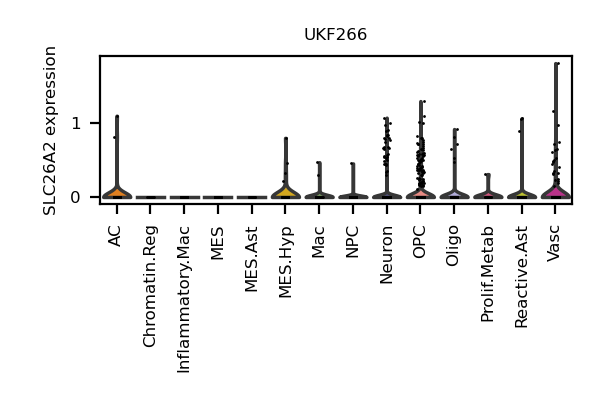 UKF266
SLC26A2 expression
1
0
AC
Chromatin.Reg
Inflammatory.Mac
MES
MES.Ast
MES.Hyp
Mac
NPC
Neuron
OPC
Oligo
Prolif.Metab
Reactive.Ast
Vasc